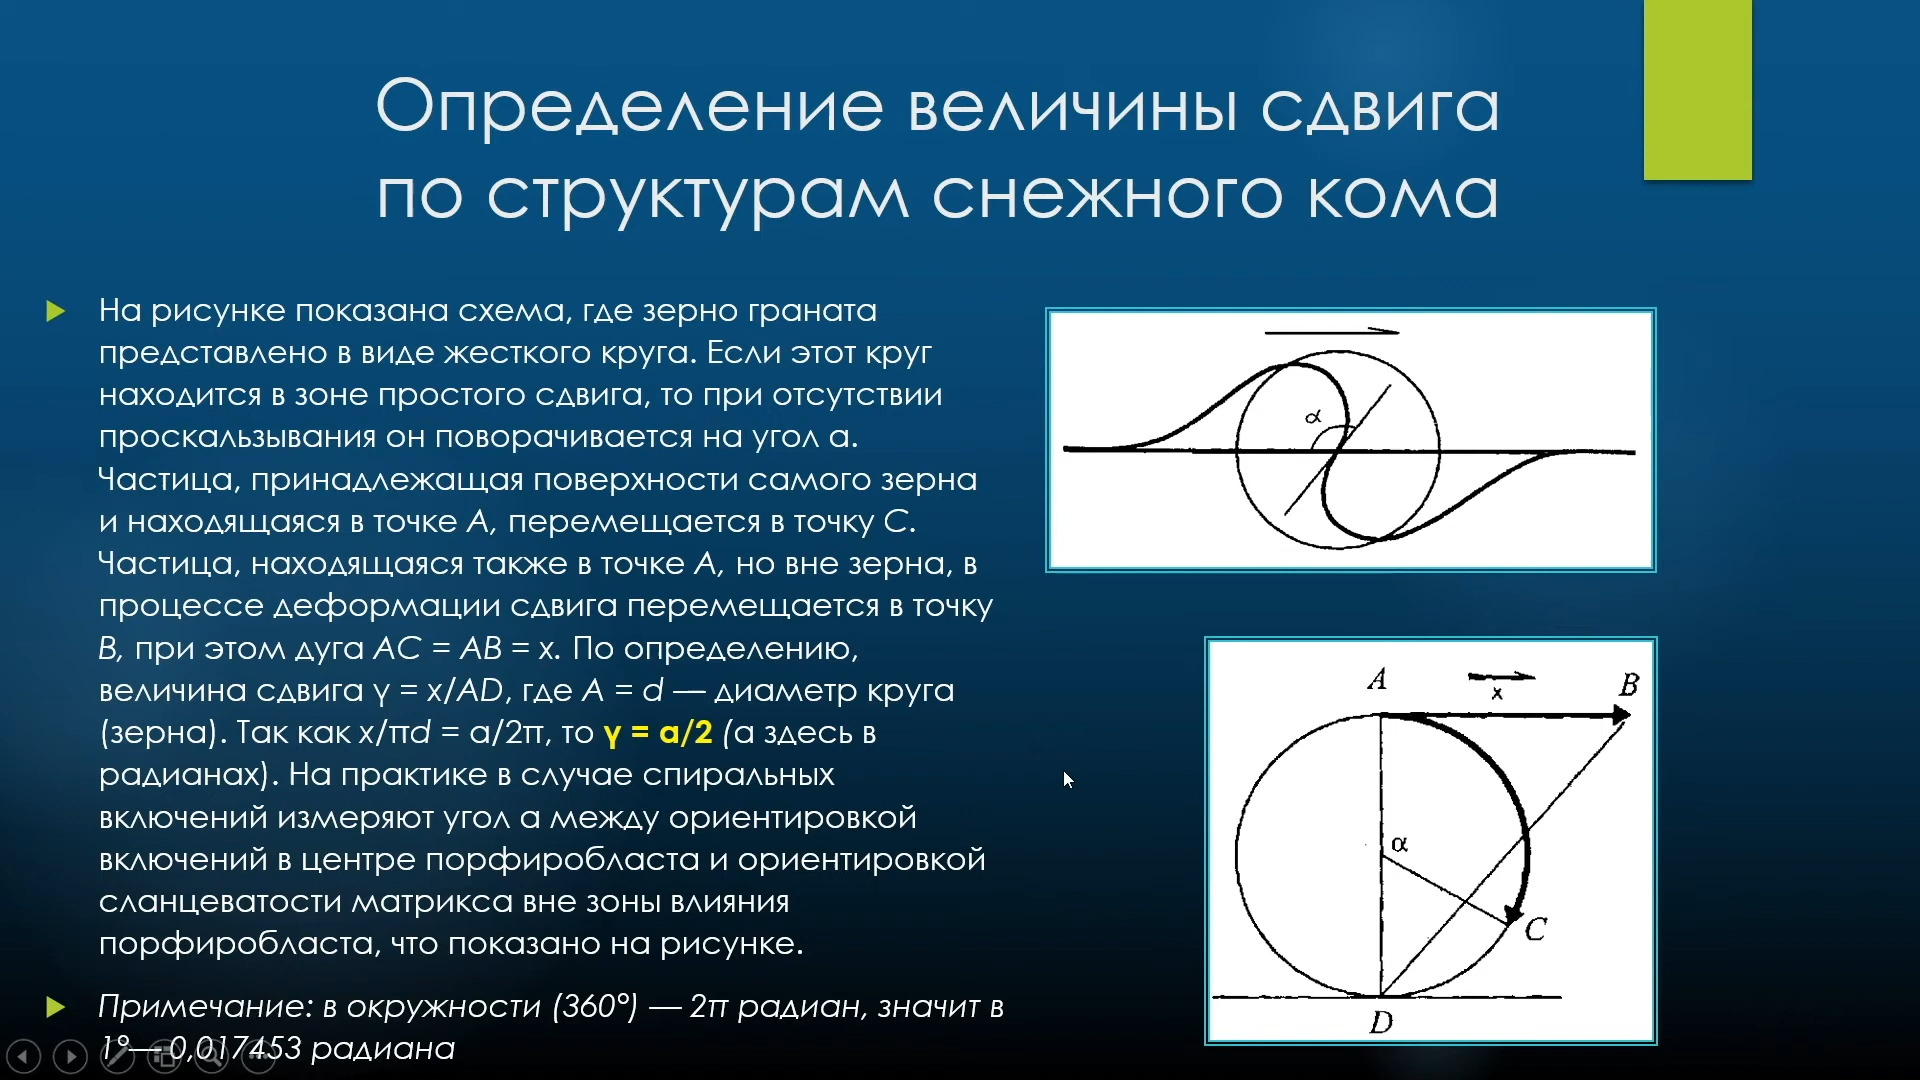 Определение величины сдвига
по структурам снежного кома
На рисунке показана схема, где зерно граната
представлено в виде жесткого круга. Если этот круг
находится в зоне простого сдвига, то при отсутствии
проскальзывания он поворачивается на угол α.
Частица, принадлежащая поверхности самого зерна
и находящаяся в точке A, перемещается в точку C.
Частица, находящаяся также в точке A, но вне зерна, в
процессе деформации сдвига перемещается в точку
B, при этом дуга AC = AB = x. По определению,
величина сдвига γ = x/AD, где A = d — диаметр круга
(зерна). Так как x/πd = α/2π, то γ = α/2 (α здесь в
радианах). На практике в случае спиральных
включений измеряют угол α между ориентировкой
включений в центре порфиробласта и ориентировкой
сланцеватости матрикса вне зоны влияния
порфиробласта, что показано на рисунке.
Примечание: в окружности (360°) — 2π радиан, значит в
1°— 0,017453 радиана
α
A
x
B
α
C
D